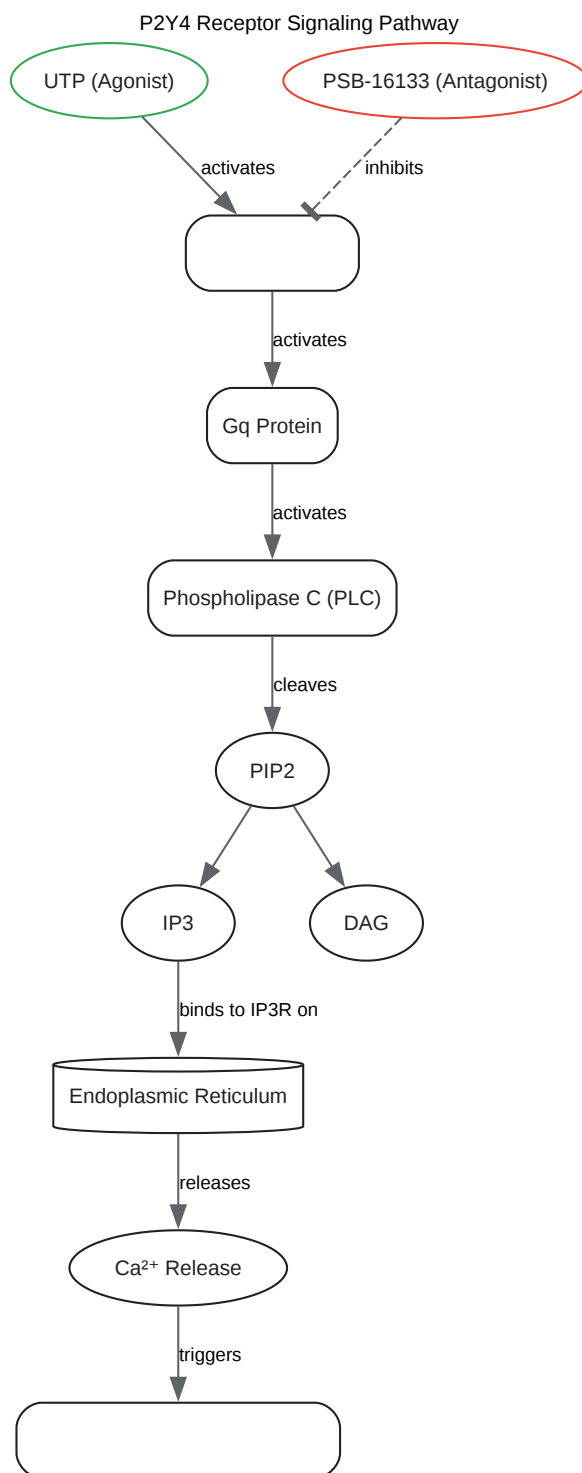 P2Y4 Receptor Signaling Pathway
UTP (Agonist)
PSB-16133 (Antagonist)
activates
inhibits
activates
Gq Protein
activates
Phospholipase C (PLC)
cleaves
PIP2
IP3
DAG
binds to IP3R on
Endoplasmic Reticulum
releases
Ca²⁺ Release
triggers